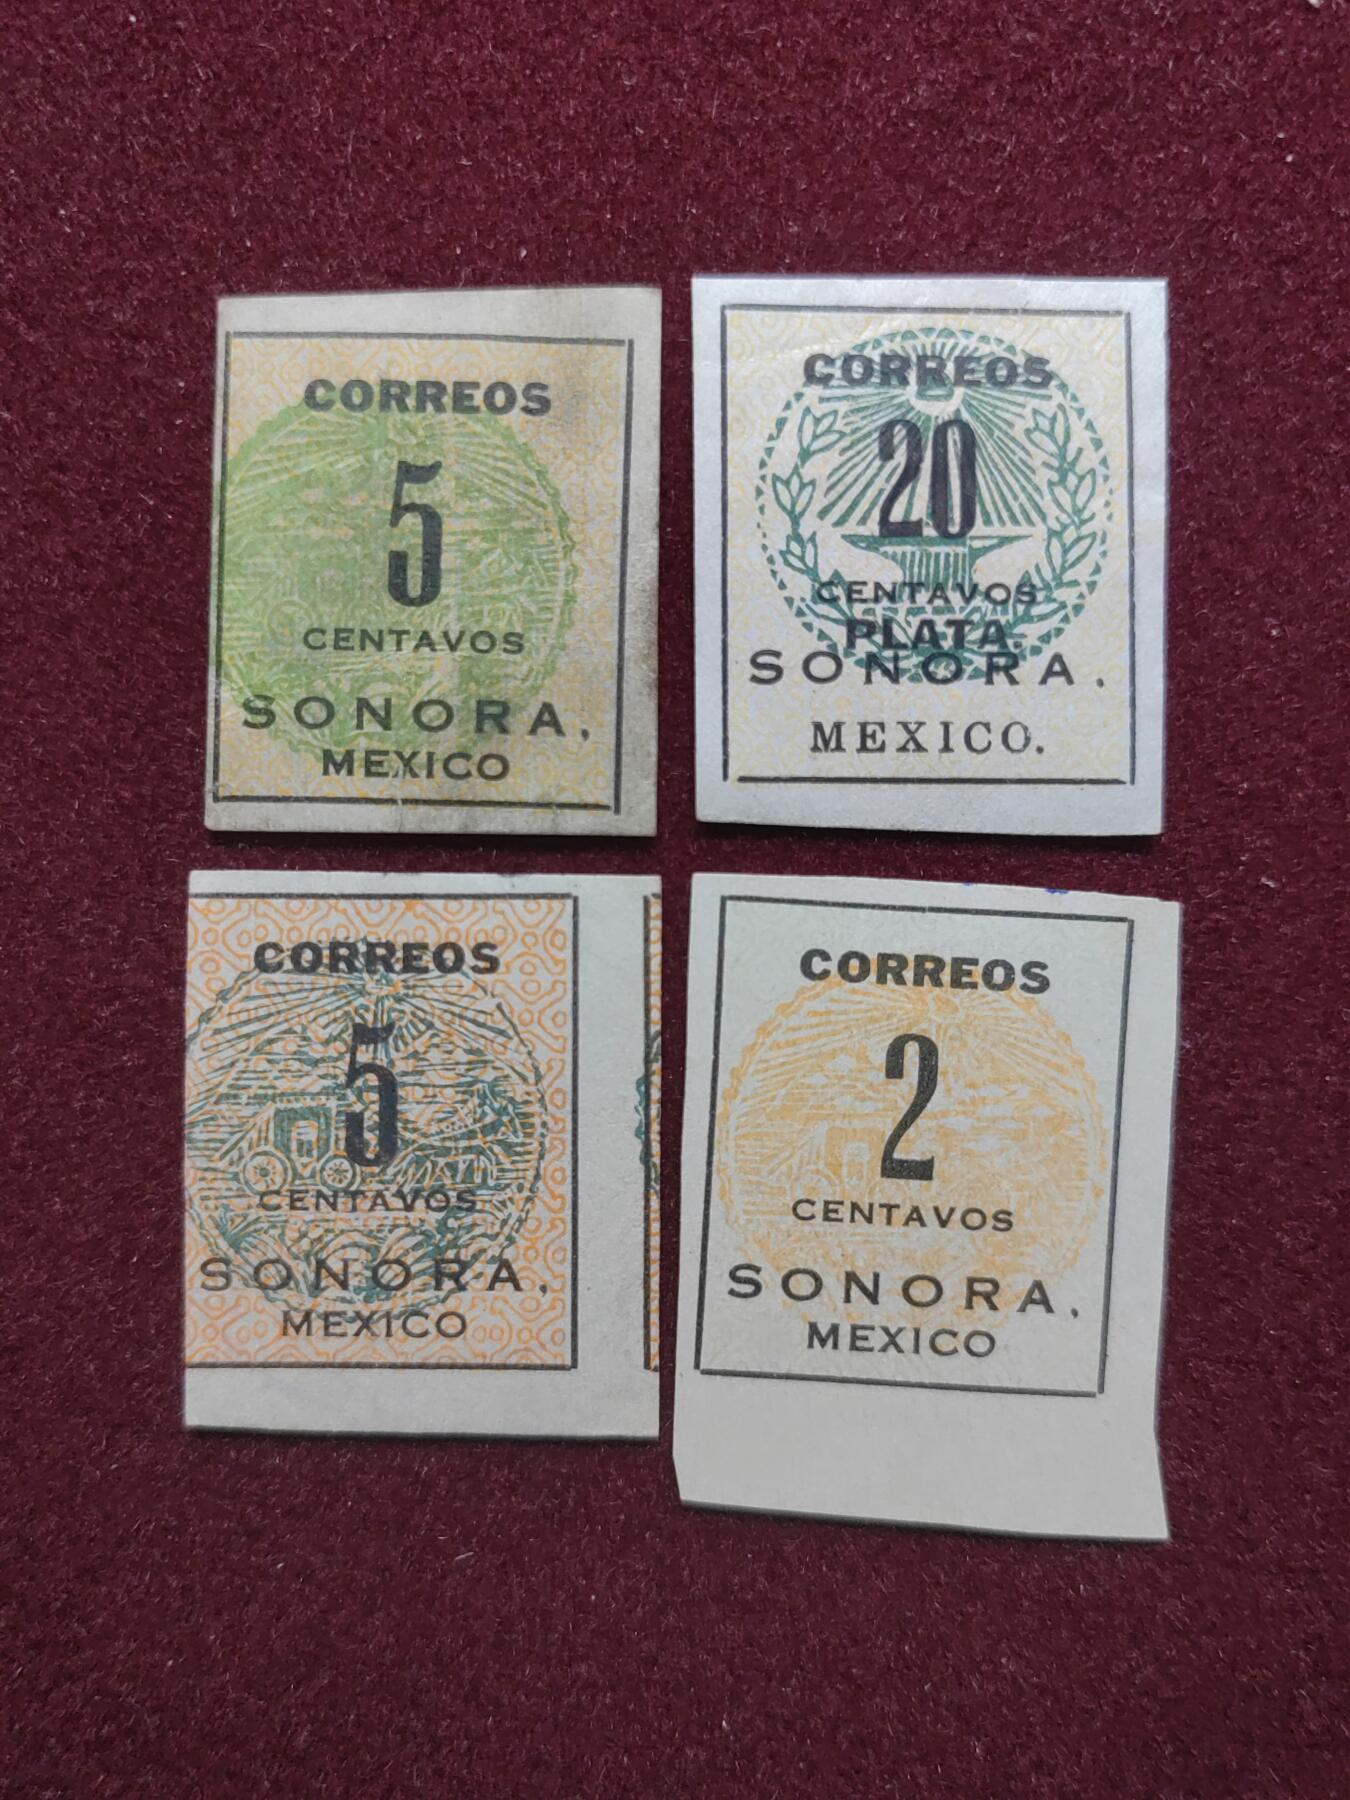 CORREOS
5
CENTAVOS
SONORA,
MEXICO
CORREOS
20
CENTAVOS
PLATA.
SONORA.
MEXICO.
CORREOS
5
CENTAVOS
SONORA,
MEXICO
CORREOS
2
CENTAVOS
SONORA,
MEXICO